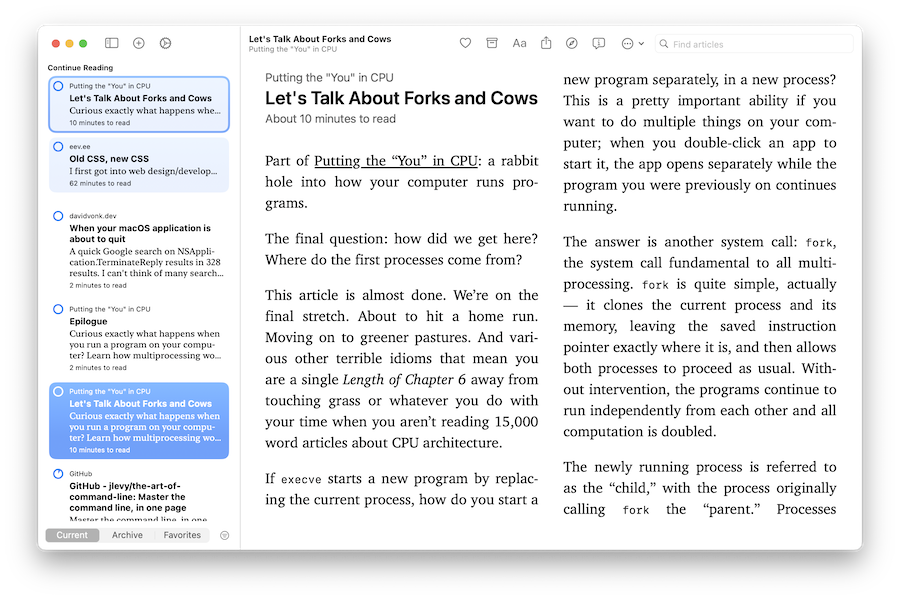 Let's Talk About Forks and Cows
Putting the "You" in CPU
Aa
Find articles
Continue Reading
Putting the "You" in CPU
Let's Talk About Forks and Cows
Curious exactly what happens whe...
10 minutes to read
eev.ee
Old CSS, new CSS
I first got into web design/develop...
62 minutes to read
davidvonk.dev
When your macOS application is
about to quit
A quick Google search on NSAppli-
cation.TerminateReply results in 328
results. I can't think of many search...
2 minutes to read
Putting the "You" in CPU
Epilogue
Curious exactly what happens when
you run a program on your compu-
ter? Learn how multiprocessing wo...
2 minutes to read
Putting the "You" in CPU
Let's Talk About Forks and Cows
Curious exactly what happens when
you run a program on your compu-
ter? Learn how multiprocessing wo...
10 minutes to read
GitHub
GitHub - jlevy/the-art-of-
command-line: Master the
command line, in one page
Master the command line, in one
Current
Archive
Favorites
Putting the "You" in CPU
Let's Talk About Forks and Cows
About 10 minutes to read
Part of Putting the “You” in CPU: a rabbit
hole into how your computer runs pro-
grams.
The final question: how did we get here?
Where do the first processes come from?
This article is almost done. We’re on the
final stretch. About to hit a home run.
Moving on to greener pastures. And vari-
ous other terrible idioms that mean you
are a single Length of Chapter 6 away from
touching grass or whatever you do with
your time when you aren’t reading 15,000
word articles about CPU architecture.
If execve starts a new program by replac-
ing the current process, how do you start a
new program separately, in a new process?
This is a pretty important ability if you
want to do multiple things on your com-
puter; when you double-click an app to
start it, the app opens separately while the
program you were previously on continues
running.
The answer is another system call: fork,
the system call fundamental to all multi-
processing. fork is quite simple, actually
— it clones the current process and its
memory, leaving the saved instruction
pointer exactly where it is, and then allows
both processes to proceed as usual. With-
out intervention, the programs continue to
run independently from each other and all
computation is doubled.
The newly running process is referred to
as the “child,” with the process originally
calling fork the “parent.” Processes